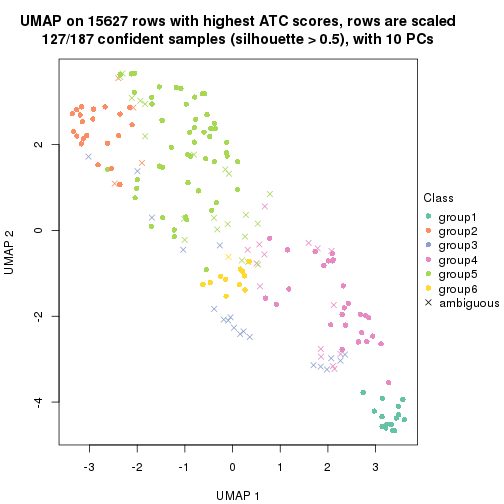 UMAP on 15627 rows with highest ATC scores, rows are scaled
127/187 confident samples (silhouette > 0.5), with 10 PCs
UMAP 2
2
0
-2
-4
-3
-2
-1
0
1
2
3
UMAP 1
Class
group1
group2
group3
group4
group5
group6
ambiguous